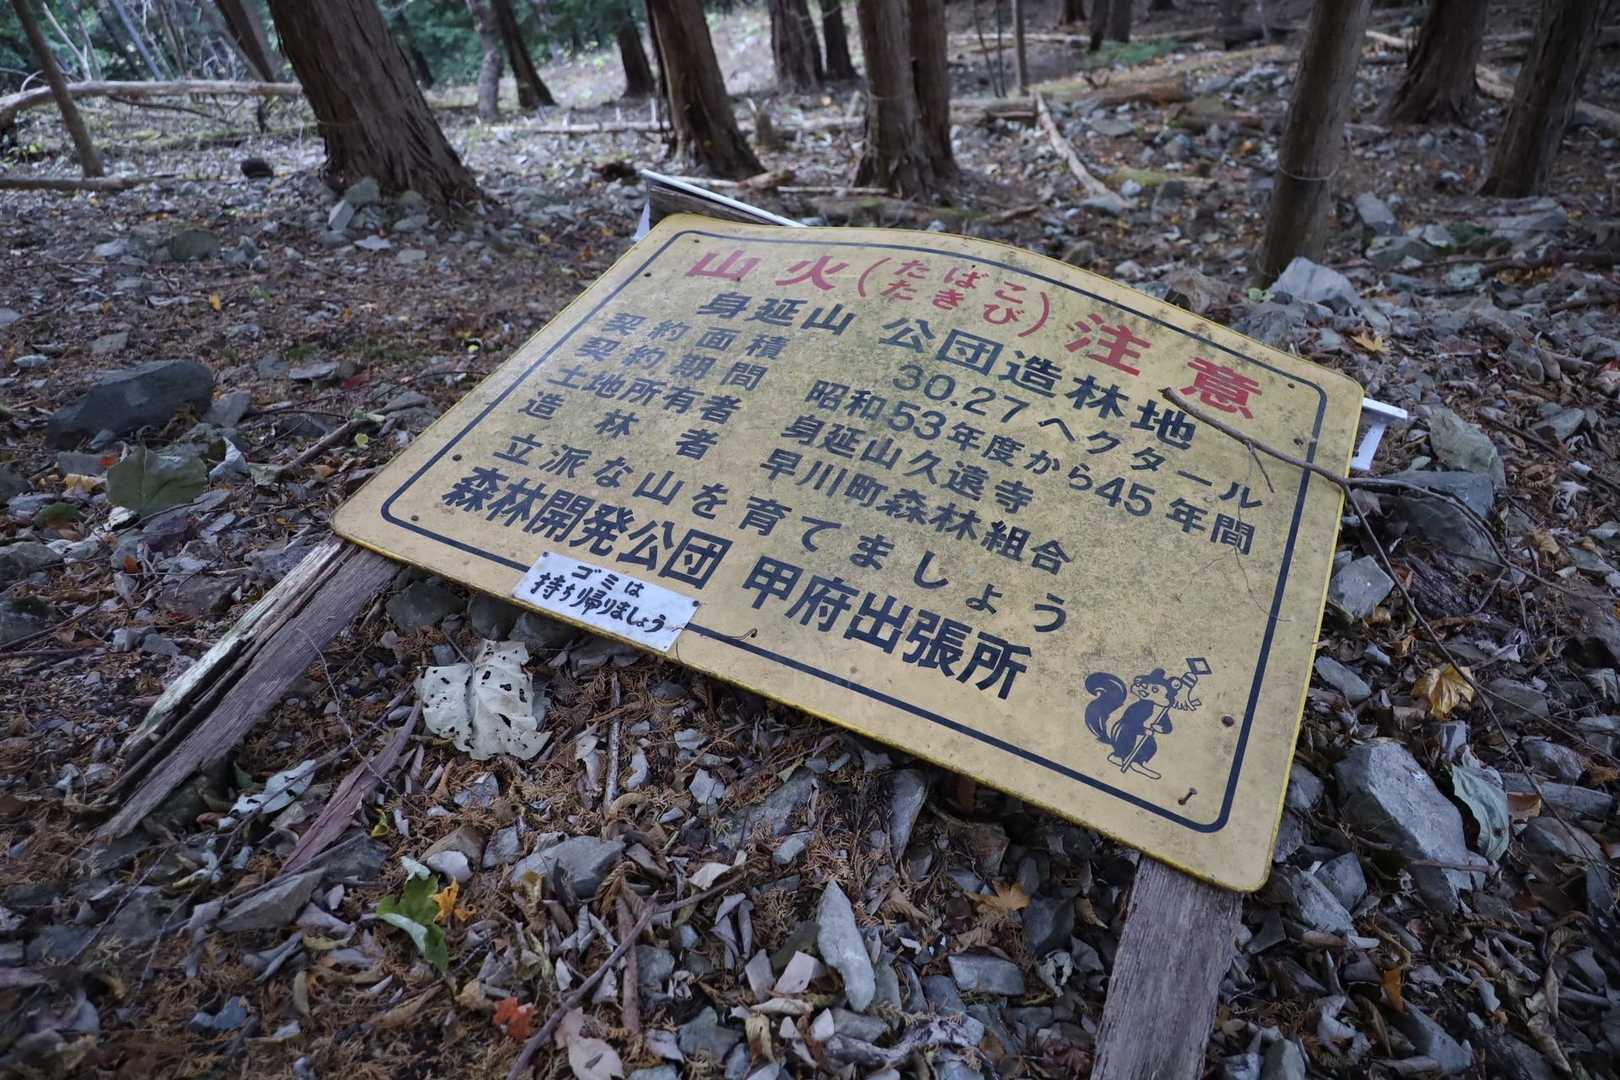 山火(たばこ たきび)注意
身延山 公団造林地
契約面積 30.27ヘクタール
契約期間 昭和53年度から45年間
土地所有者 身延山久遠寺
造林者 早川町森林組合
立派な山を育てましょう
森林開発公団 甲府出張所
ゴミは
持ち帰りましょう